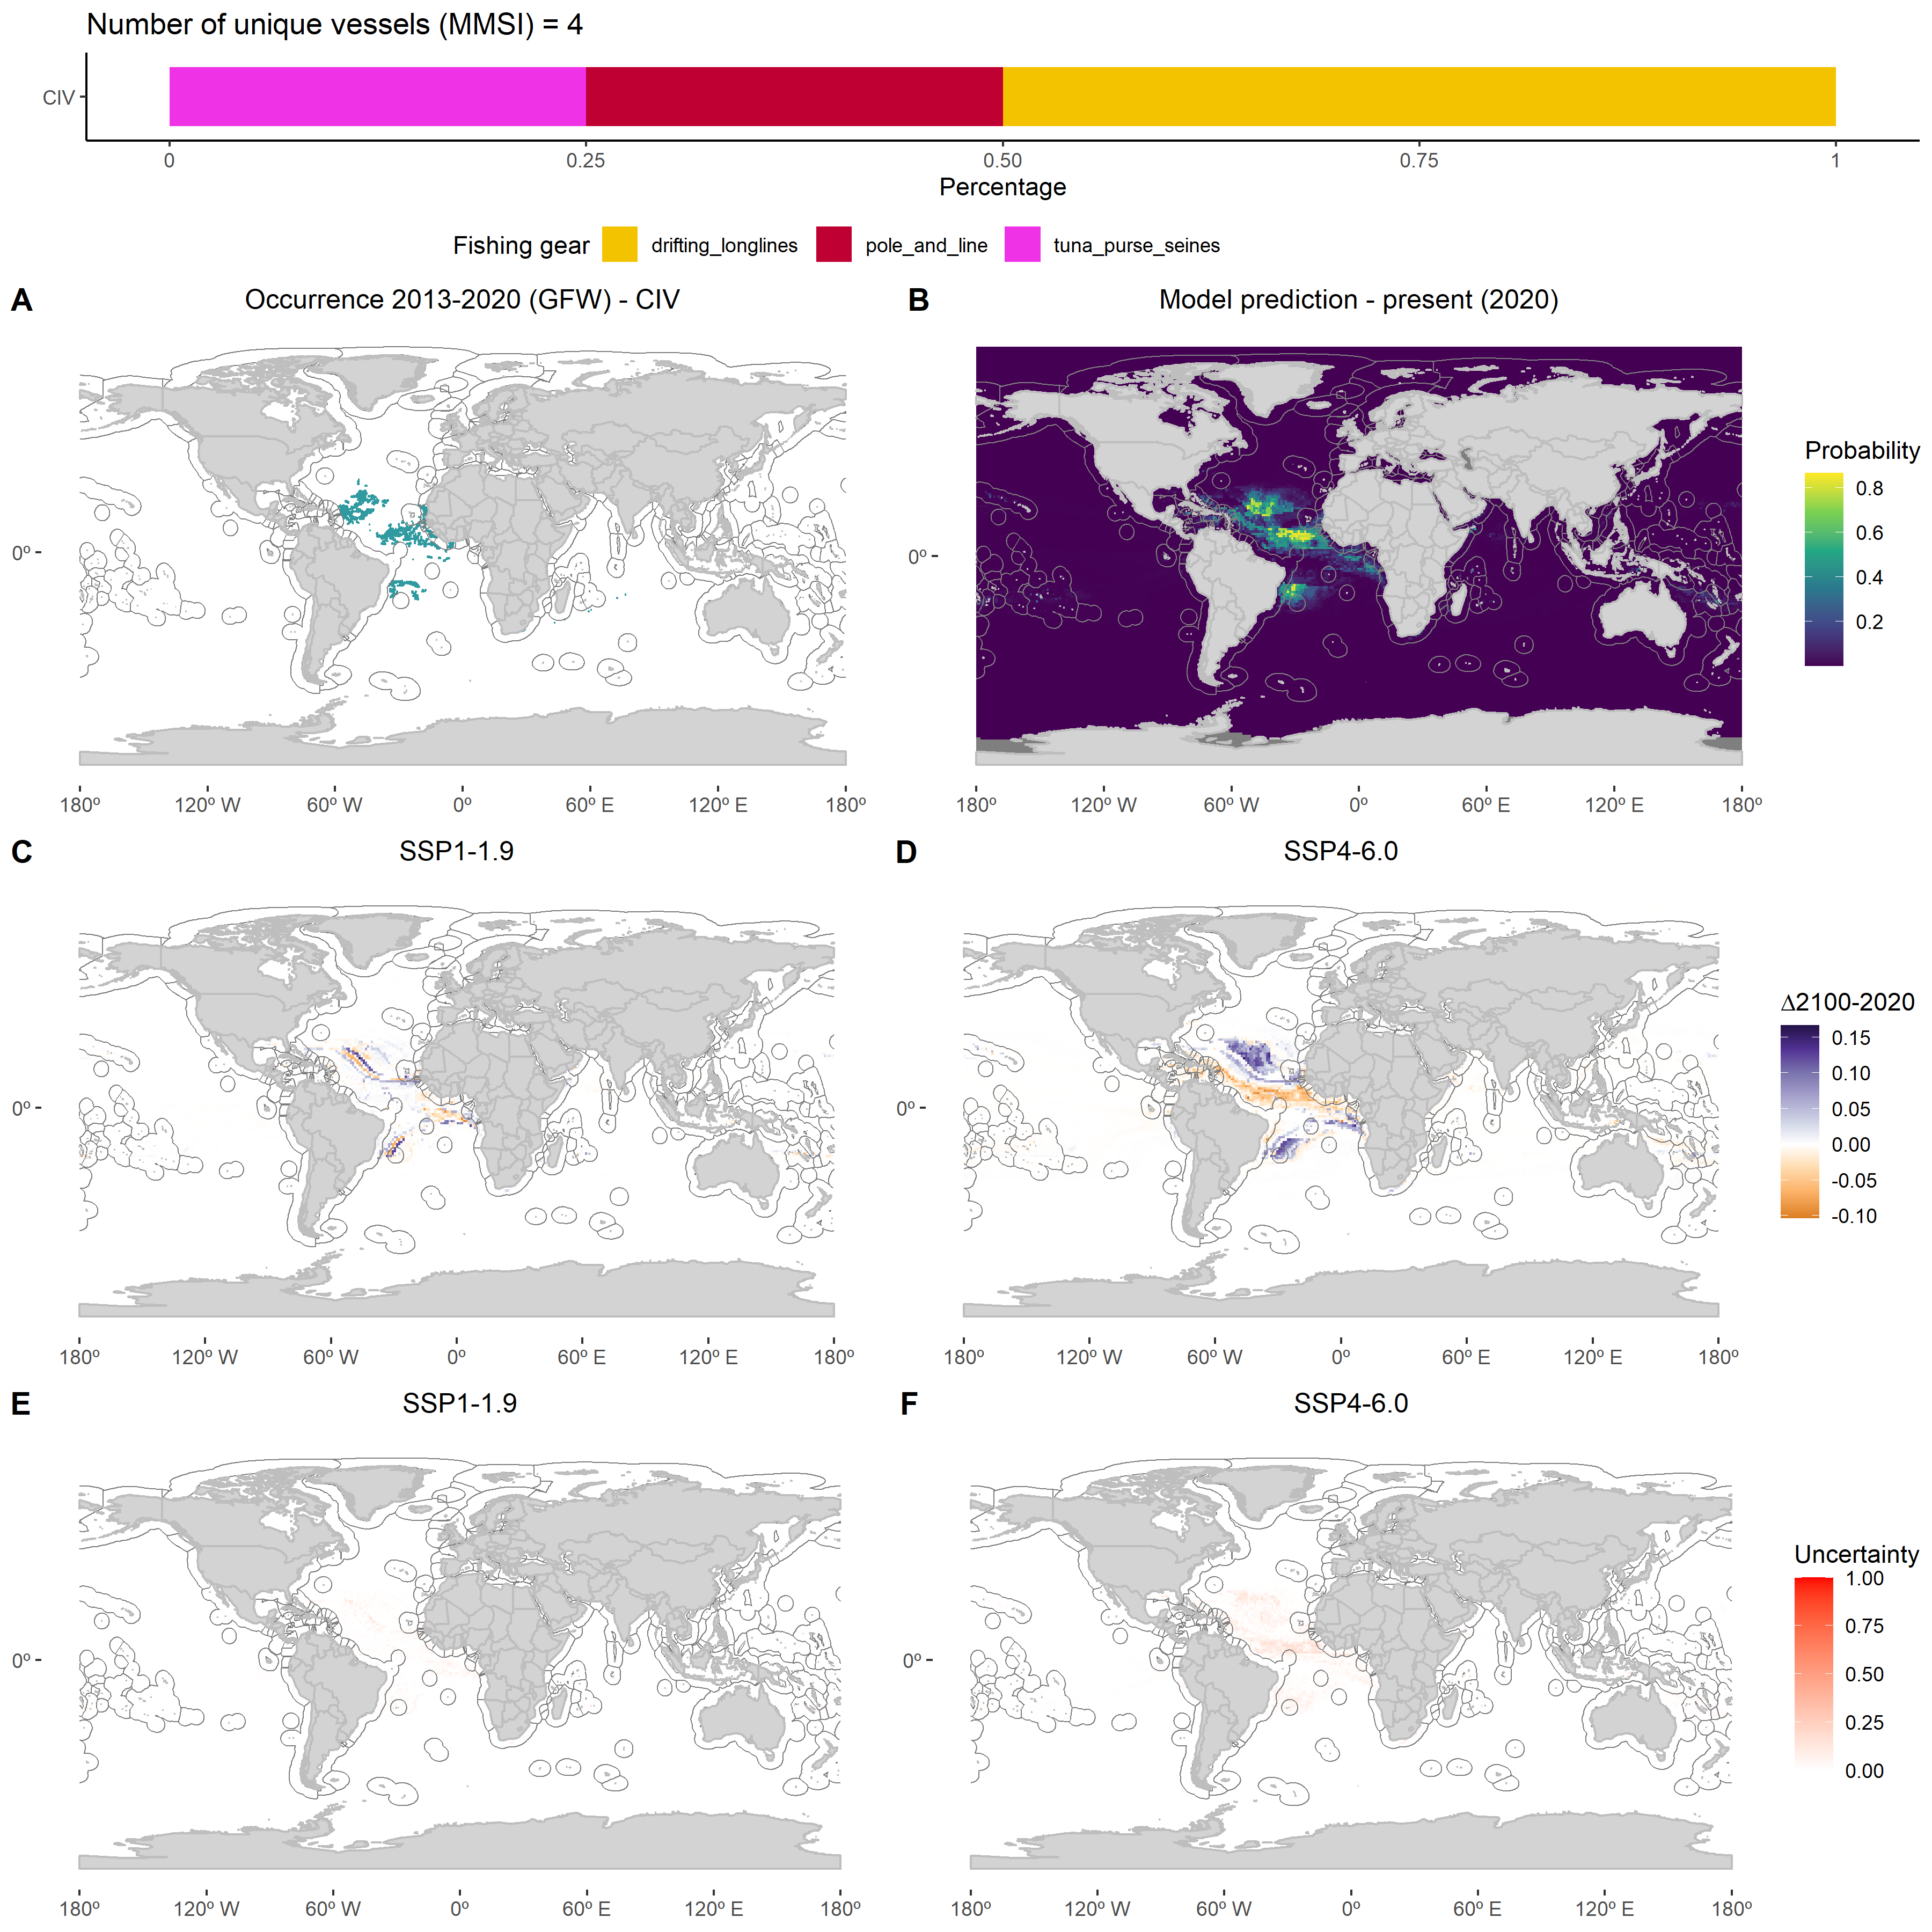 Number of unique vessels (MMSI) = 4
CIV
0 0.25 0.50 0.75 1
Percentage
Fishing gear drifting_longlines pole_and_line tuna_purse_seines
A Occurrence 2013-2020 (GFW) - CIV
0º
180º 120º W 60º W 0º 60º E 120º E 180º
B Model prediction - present (2020)
0º
180º 120º W 60º W 0º 60º E 120º E 180º
Probability
0.8
0.6
0.4
0.2
C SSP1-1.9
0º
180º 120º W 60º W 0º 60º E 120º E 180º
D SSP4-6.0
0º
180º 120º W 60º W 0º 60º E 120º E 180º
Δ2100-2020
0.15
0.10
0.05
0.00
-0.05
-0.10
E SSP1-1.9
0º
180º 120º W 60º W 0º 60º E 120º E 180º
F SSP4-6.0
0º
180º 120º W 60º W 0º 60º E 120º E 180º
Uncertainty
1.00
0.75
0.50
0.25
0.00